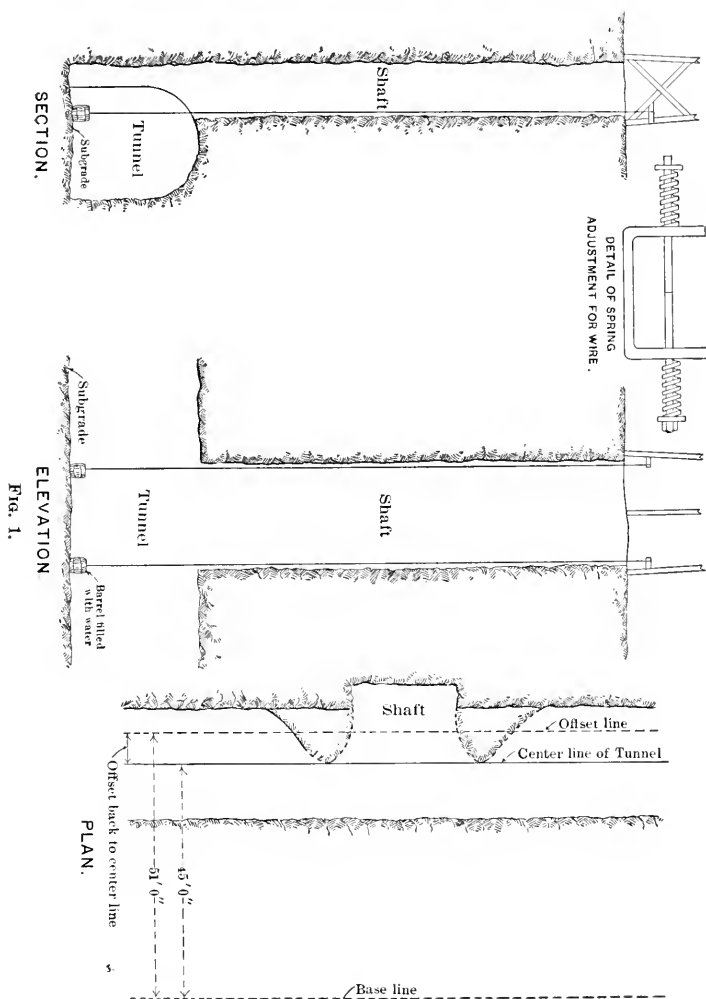 Shaft
Tunnel
Subgrade
SECTION.
DETAIL OF SPRING
ADJUSTMENT FOR WIRE.
Shaft
Tunnel
Subgrade
Barrel filled
with water
ELEVATION
FIG. 1.
Shaft
Offset line
Center line of Tunnel
Offset back to center line
51' 0"
45' 0"
PLAN.
Base line
s.